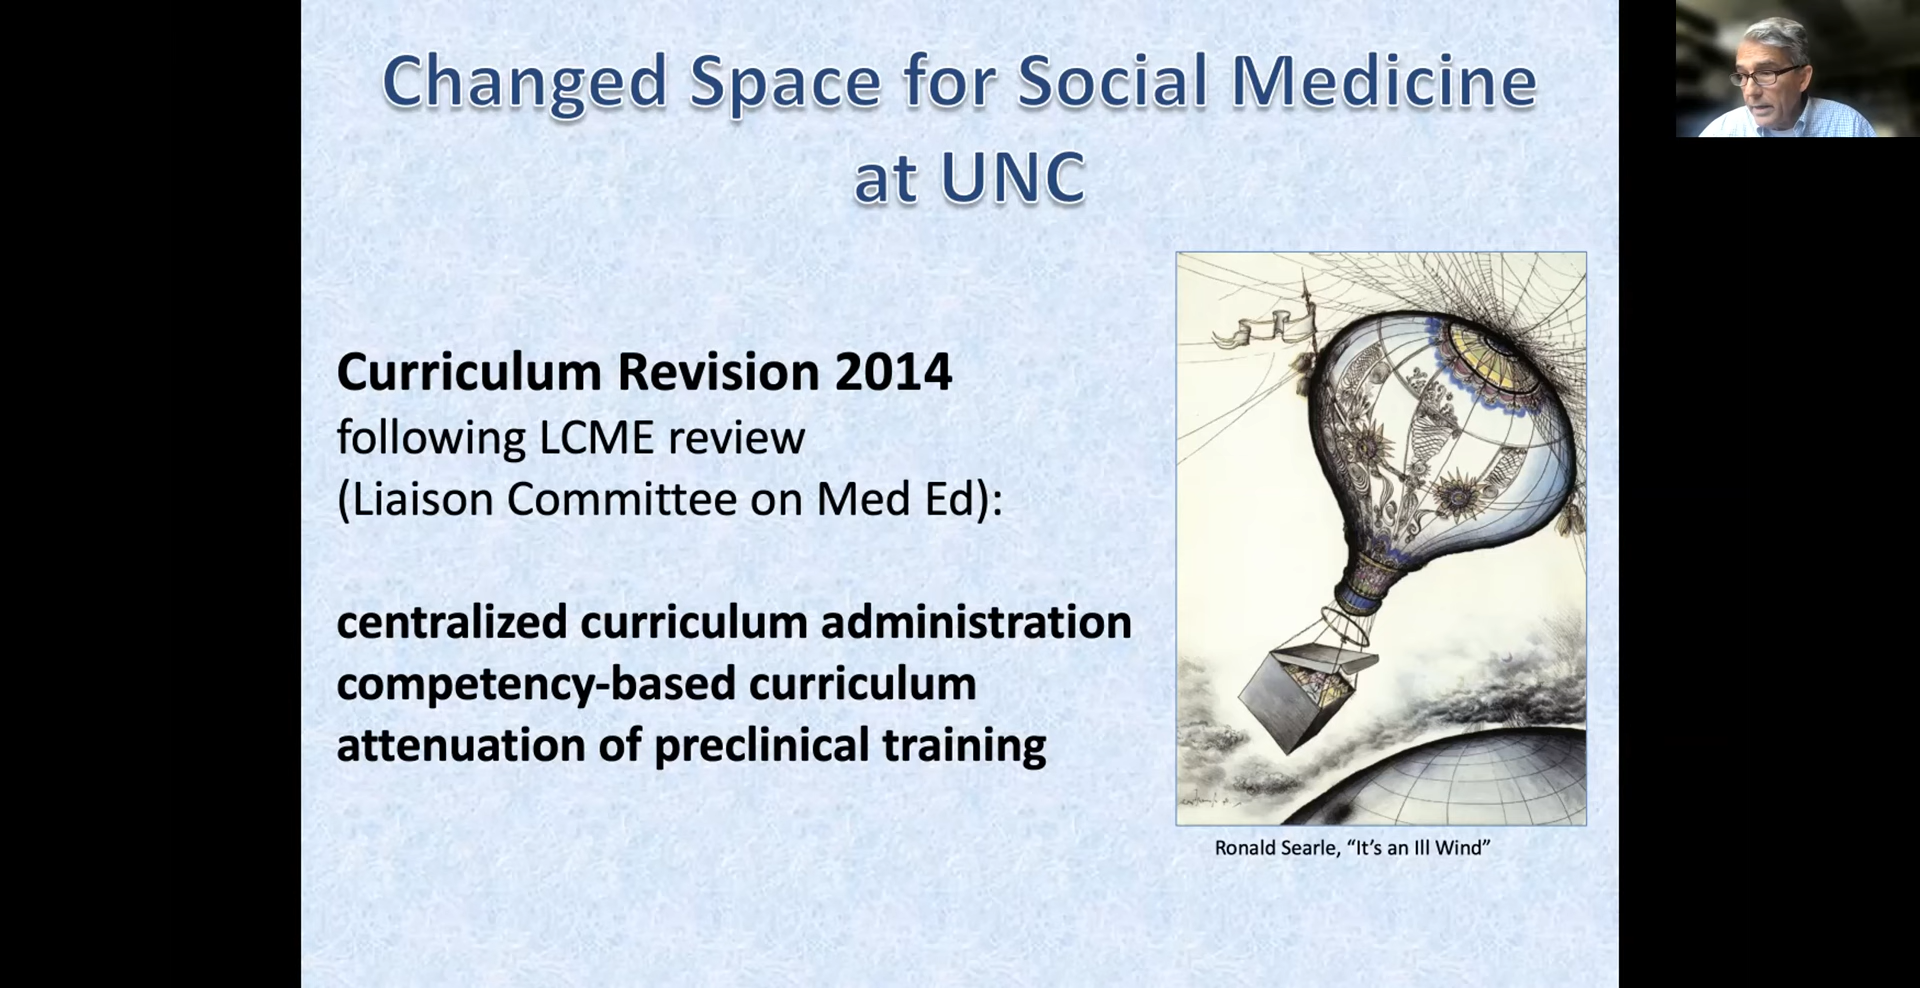 Changed Space for Social Medicine
at UNC
Curriculum Revision 2014
following LCME review
(Liaison Committee on Med Ed):
centralized curriculum administration
competency-based curriculum
attenuation of preclinical training
Ronald Searle, “It’s an Ill Wind”